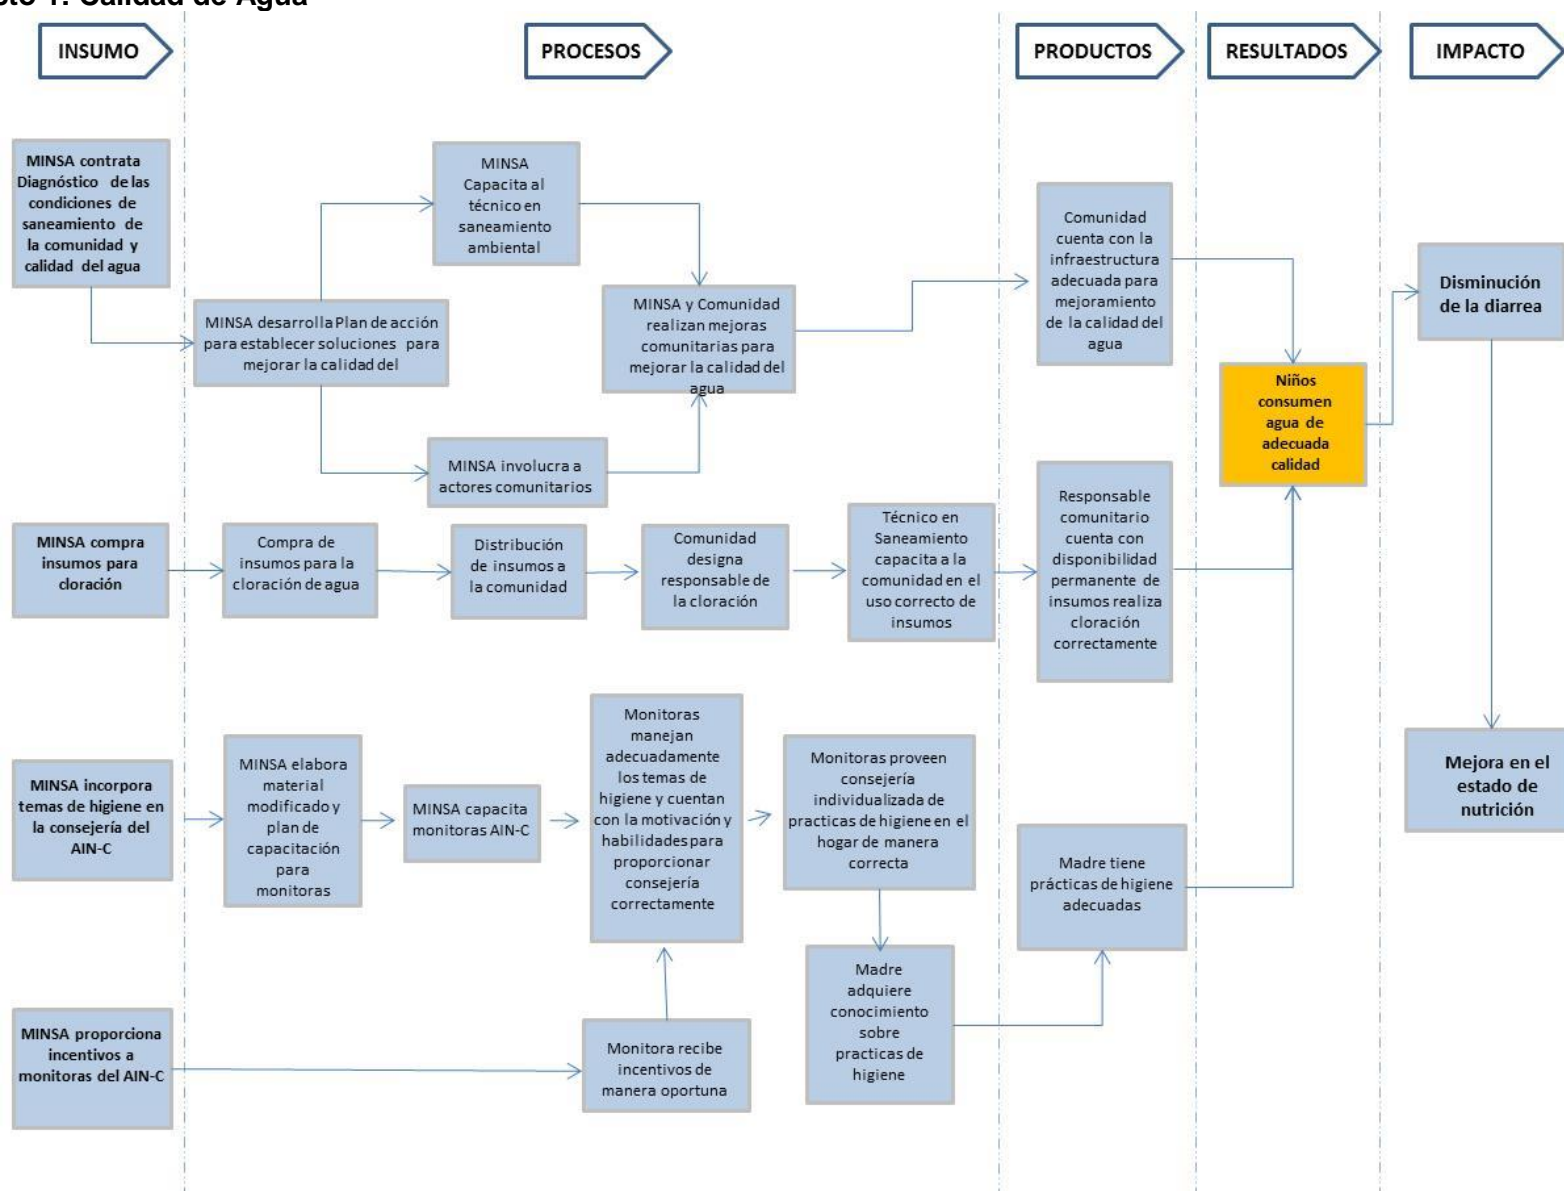 1: Calidad de Agua
INSUMO
PROCESOS
PRODUCTOS
RESULTADOS
IMPACTO
MINSA contrata
Diagnóstico de las
condiciones de
saneamiento de
la comunidad y
calidad del agua
MINSA desarrolla Plan de acción
para establecer soluciones para
mejorar la calidad del
MINSA
Capacita al
técnico en
saneamiento
ambiental
MINSA involucra a
actores comunitarios
MINSA y Comunidad
realizan mejoras
comunitarias para
mejorar la calidad del
agua
Comunidad
cuenta con la
infraestructura
adecuada para
mejoramiento
de la calidad del
agua
Niños
consumen
agua de
adecuada
calidad
Disminución
de la diarrea
Mejora en el
estado de
nutrición
MINSA compra
insumos para
cloración
Compra de
insumos para la
cloración de agua
Distribución
de insumos a
la comunidad
Comunidad
designa
responsable de
la cloración
Técnico en
Saneamiento
capacita a la
comunidad en el
uso correcto de
insumos
Responsable
comunitario
cuenta con
disponibilidad
permanente de
insumos realiza
cloración
correctamente
MINSA incorpora
temas de higiene en
la consejería del
AIN-C
MINSA elabora
material
modificado y
plan de
capacitación
para
monitoras
MINSA capacita
monitoras AIN-C
Monitoras
manejan
adecuadamente
los temas de
higiene y cuentan
con la motivación y
habilidades para
proporcionar
consejería
correctamente
Monitoras proveen
consejería
individualizada de
practicas de higiene en el
hogar de manera
correcta
Madre tiene
prácticas de higiene
adecuadas
MINSA proporciona
incentivos a
monitoras del AIN-C
Monitora recibe
incentivos de
manera oportuna
Madre
adquiere
conocimiento
sobre
practicas de
higiene